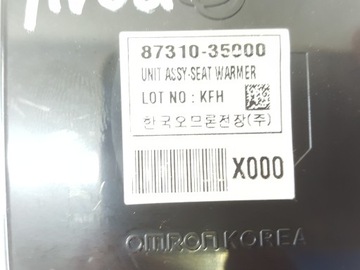 87310-35000
UNIT ASSY-SEAT WARMER
LOT NO : KFH
한국오므론전장(주)
X000
OMRON KOREA